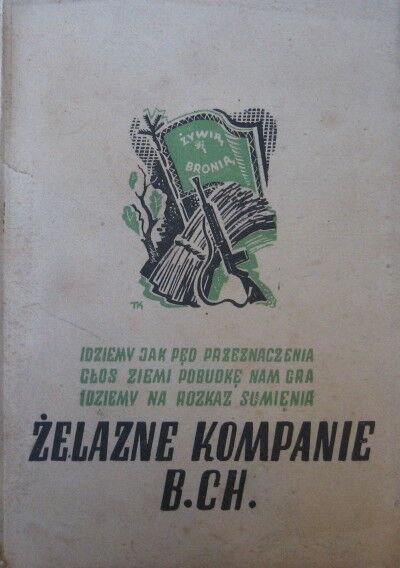 ŻYWIĄ
I
BRONIĄ
TK
IDZIEMY JAK PĘD PRZEZNACZENIA
GŁOS ZIEMI POBUDKĘ NAM GRA
IDZIEMY NA ROZKAZ SUMIENIA
ŻELAZNE KOMPANIE
B.CH.